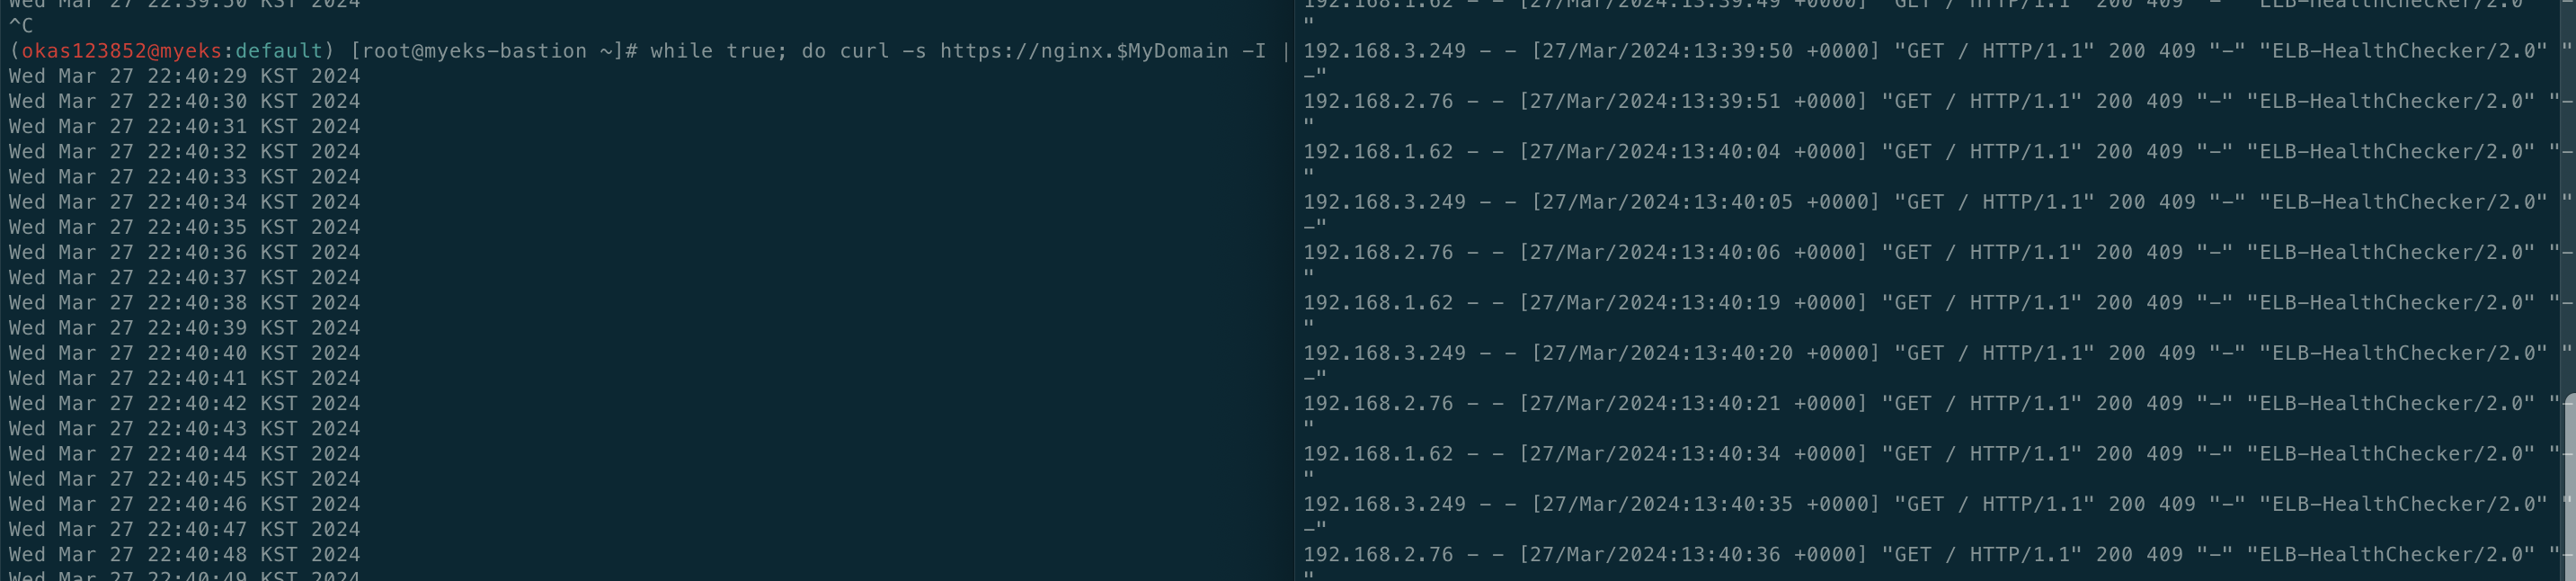 Wed Mar 27 22:39:50 KST 2024
^C
(okas123852@myeks:default) [root@myeks-bastion ~]# while true; do curl -s https://nginx.$MyDomain -I |
Wed Mar 27 22:40:29 KST 2024
Wed Mar 27 22:40:30 KST 2024
Wed Mar 27 22:40:31 KST 2024
Wed Mar 27 22:40:32 KST 2024
Wed Mar 27 22:40:33 KST 2024
Wed Mar 27 22:40:34 KST 2024
Wed Mar 27 22:40:35 KST 2024
Wed Mar 27 22:40:36 KST 2024
Wed Mar 27 22:40:37 KST 2024
Wed Mar 27 22:40:38 KST 2024
Wed Mar 27 22:40:39 KST 2024
Wed Mar 27 22:40:40 KST 2024
Wed Mar 27 22:40:41 KST 2024
Wed Mar 27 22:40:42 KST 2024
Wed Mar 27 22:40:43 KST 2024
Wed Mar 27 22:40:44 KST 2024
Wed Mar 27 22:40:45 KST 2024
Wed Mar 27 22:40:46 KST 2024
Wed Mar 27 22:40:47 KST 2024
Wed Mar 27 22:40:48 KST 2024
Wed Mar 27 22:40:49 KST 2024
192.168.1.62 - - [27/Mar/2024:13:39:49 +0000] "GET / HTTP/1.1" 200 409 "-" "ELB-HealthChecker/2.0" "-
"
192.168.3.249 - - [27/Mar/2024:13:39:50 +0000] "GET / HTTP/1.1" 200 409 "-" "ELB-HealthChecker/2.0" "
-"
192.168.2.76 - - [27/Mar/2024:13:39:51 +0000] "GET / HTTP/1.1" 200 409 "-" "ELB-HealthChecker/2.0" "-
"
192.168.1.62 - - [27/Mar/2024:13:40:04 +0000] "GET / HTTP/1.1" 200 409 "-" "ELB-HealthChecker/2.0" "-
"
192.168.3.249 - - [27/Mar/2024:13:40:05 +0000] "GET / HTTP/1.1" 200 409 "-" "ELB-HealthChecker/2.0" "
-"
192.168.2.76 - - [27/Mar/2024:13:40:06 +0000] "GET / HTTP/1.1" 200 409 "-" "ELB-HealthChecker/2.0" "-
"
192.168.1.62 - - [27/Mar/2024:13:40:19 +0000] "GET / HTTP/1.1" 200 409 "-" "ELB-HealthChecker/2.0" "-
"
192.168.3.249 - - [27/Mar/2024:13:40:20 +0000] "GET / HTTP/1.1" 200 409 "-" "ELB-HealthChecker/2.0" "
-"
192.168.2.76 - - [27/Mar/2024:13:40:21 +0000] "GET / HTTP/1.1" 200 409 "-" "ELB-HealthChecker/2.0" "-
"
192.168.1.62 - - [27/Mar/2024:13:40:34 +0000] "GET / HTTP/1.1" 200 409 "-" "ELB-HealthChecker/2.0" "-
"
192.168.3.249 - - [27/Mar/2024:13:40:35 +0000] "GET / HTTP/1.1" 200 409 "-" "ELB-HealthChecker/2.0" "
-"
192.168.2.76 - - [27/Mar/2024:13:40:36 +0000] "GET / HTTP/1.1" 200 409 "-" "ELB-HealthChecker/2.0" "-
"